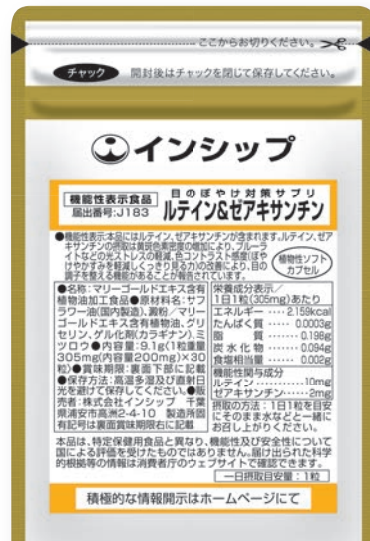 ここからお切りください。
チャック 開封後はチャックを閉じて保存してください。
インシップ
機能性表示食品
届出番号:J183
目のぼやけ対策サプリ
ルテイン&ゼアキサンチン
●機能性表示:本品にはルテイン、ゼアキサンチンが含まれます。ルテイン、ゼア
キサンチンの摂取は黄斑色素密度の増加により、ブルーラ
イトなどの光ストレスの軽減、色コントラスト感度(ぼ
けやかすみを軽減しくっきり見る力)の改善により、目の
調子を整える機能があることが報告されています。
植物性ソフト
カプセル
●名称:マリーゴールドエキス含有
植物油加工食品●原材料名:サフ
ラワー油(国内製造)、澱粉/マリー
ゴールドエキス含有植物油、グリ
セリン、ゲル化剤(カラギナン)、ミ
ツロウ●内容量:9.1g(1粒重量
305mg(内容量200mg)×30
粒)●賞味期限:裏面下部に記載
●保存方法:高温多湿及び直射日
光を避けて保存してください。●販
売者:株式会社インシップ 千葉
県浦安市高洲2-4-10 製造所固
有記号は裏面賞味期限右に記載
栄養成分表示/
1日1粒(305mg)あたり
エネルギー……2.159kcal
たんぱく質……0.0003g
脂質……0.198g
炭水化物……0.094g
食塩相当量……0.002g
機能性関与成分
ルテイン……10mg
ゼアキサンチン……2mg
摂取の方法:1日1粒を目安
にそのまま水などと一緒に
お召し上がりください。
本品は、特定保健用食品と異なり、機能性及び安全性について
国による評価を受けたものではありません。届け出られた科学
的根拠等の情報は消費者庁のウェブサイトで確認できます。
一日摂取目安量:1粒
積極的な情報開示はホームページにて